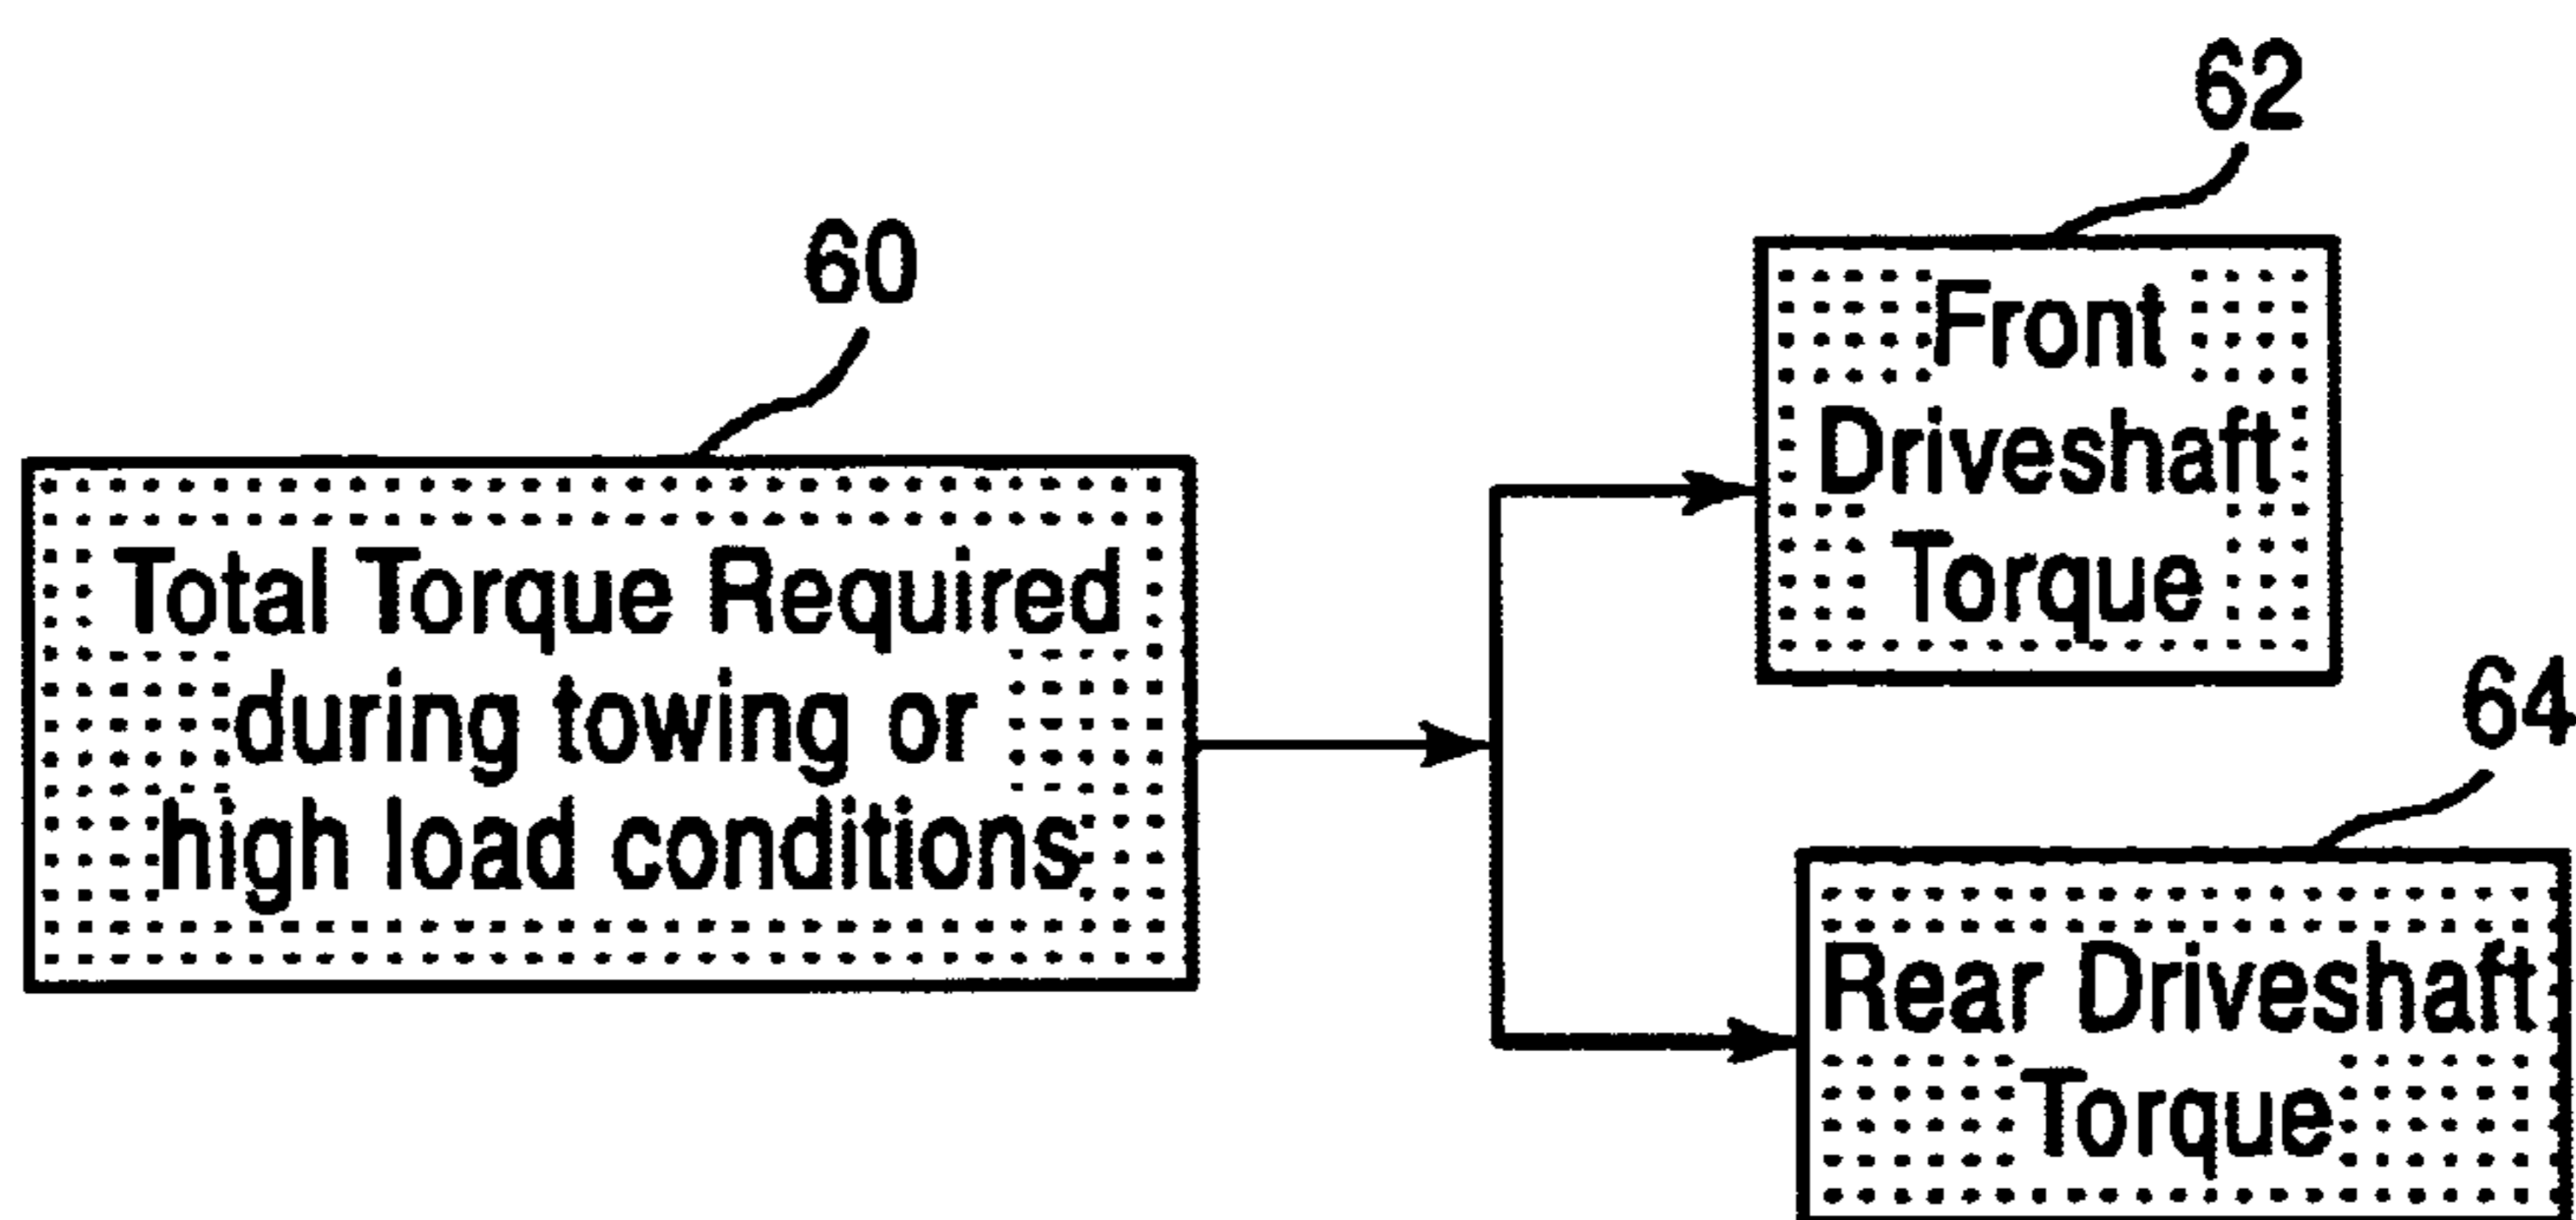 60
Total Torque Required
during towing or
high load conditions
62
Front
Driveshaft
Torque
64
Rear Driveshaft
Torque